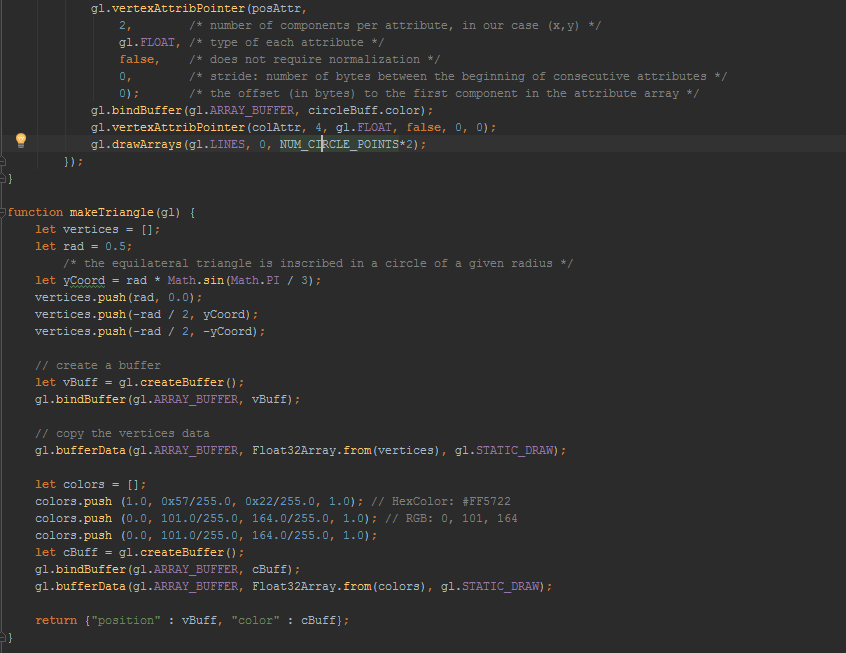 gl.vertexAttribPointer(posAttr,
2,        /* number of components per attribute, in our case (x,y) */
gl.FLOAT, /* type of each attribute */
false,    /* does not require normalization */
0,        /* stride: number of bytes between the beginning of consecutive attributes */
0);       /* the offset (in bytes) to the first component in the attribute array */
gl.bindBuffer(gl.ARRAY_BUFFER, circleBuff.color);
gl.vertexAttribPointer(colAttr, 4, gl.FLOAT, false, 0, 0);
gl.drawArrays(gl.LINES, 0, NUM_CIRCLE_POINTS*2);
});
}
function makeTriangle(gl) {
let vertices = [];
let rad = 0.5;
/* the equilateral triangle is inscribed in a circle of a given radius */
let yCoord = rad * Math.sin(Math.PI / 3);
vertices.push(rad, 0.0);
vertices.push(-rad / 2, yCoord);
vertices.push(-rad / 2, -yCoord);
// create a buffer
let vBuff = gl.createBuffer();
gl.bindBuffer(gl.ARRAY_BUFFER, vBuff);
// copy the vertices data
gl.bufferData(gl.ARRAY_BUFFER, Float32Array.from(vertices), gl.STATIC_DRAW);
let colors = [];
colors.push (1.0, 0x57/255.0, 0x22/255.0, 1.0); // HexColor: #FF5722
colors.push (0.0, 101.0/255.0, 164.0/255.0, 1.0); // RGB: 0, 101, 164
colors.push (0.0, 101.0/255.0, 164.0/255.0, 1.0);
let cBuff = gl.createBuffer();
gl.bindBuffer(gl.ARRAY_BUFFER, cBuff);
gl.bufferData(gl.ARRAY_BUFFER, Float32Array.from(colors), gl.STATIC_DRAW);
return {"position" : vBuff, "color" : cBuff};
}